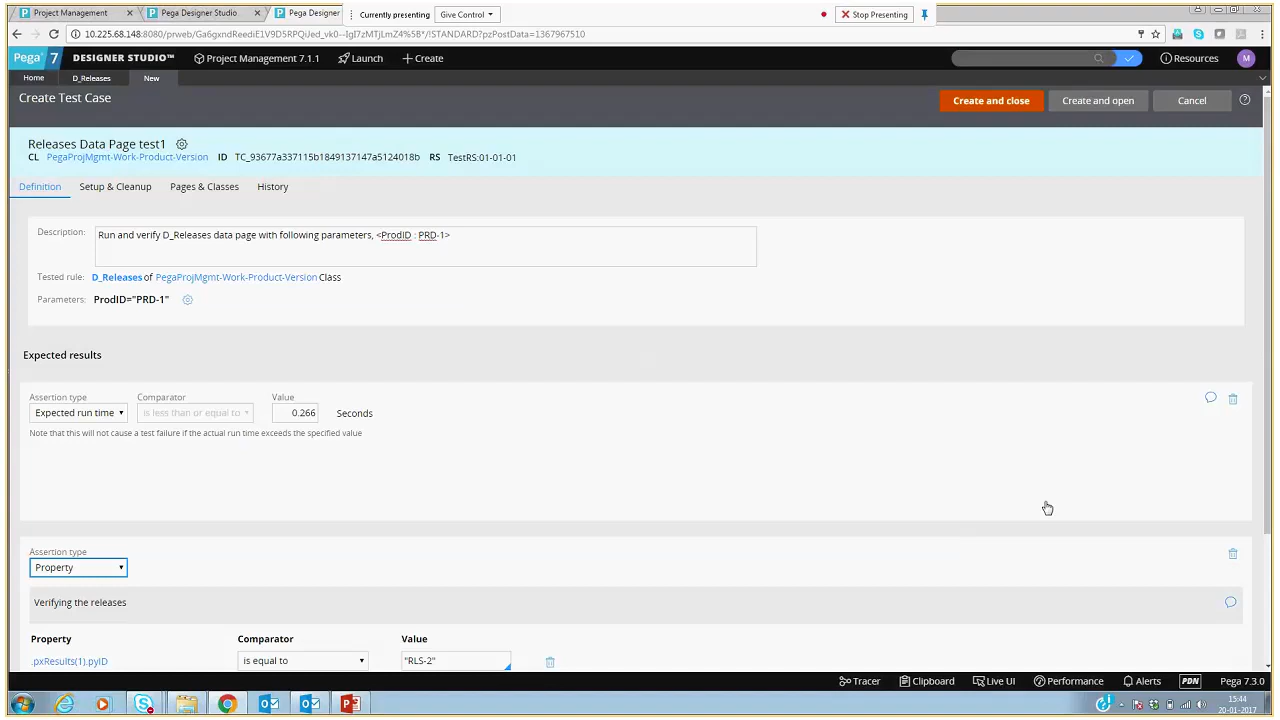 Project Management
Pega Designer Studio
Pega Designer
Currently presenting
Give Control
Stop Presenting
10.225.68.148:8080/prweb/
Pega 7
DESIGNER STUDIO™
Project Management 7.1.1
Launch
Create
Resources
M
Home
D_Releases
New
Create Test Case
Create and close
Create and open
Cancel
Releases Data Page test1
CL PegaProjMgmt-Work-Product-Version ID TC_93677a337115b1849137147a5124018b RS TestRS:01-01-01
Definition
Setup & Cleanup
Pages & Classes
History
Description: Run and verify D_Releases data page with following parameters, <ProdID : PRD-1>
Tested rule: D_Releases of PegaProjMgmt-Work-Product-Version Class
Parameters: ProdID="PRD-1"
Expected results
Assertion type Comparator Value
Expected run time is less than or equal to 0.266 Seconds
Note that this will not cause a test failure if the actual run time exceeds the specified value
Assertion type
Property
Verifying the releases
Property Comparator Value
.pxResults(1).pyID is equal to "RLS-2"
Tracer
Clipboard
Live UI
Performance
Alerts
PDN
Pega 7.3.0
15:44
20-01-2017